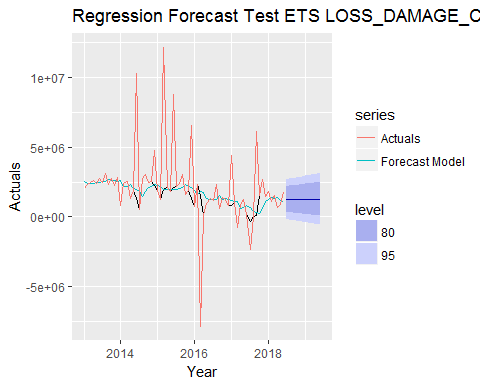 Regression Forecast Test ETS LOSS_DAMAGE_C
1e+07
5e+06
0e+00
-5e+06
Actuals
2014 2016 2018
Year
series
Actuals
Forecast Model
level
80
95